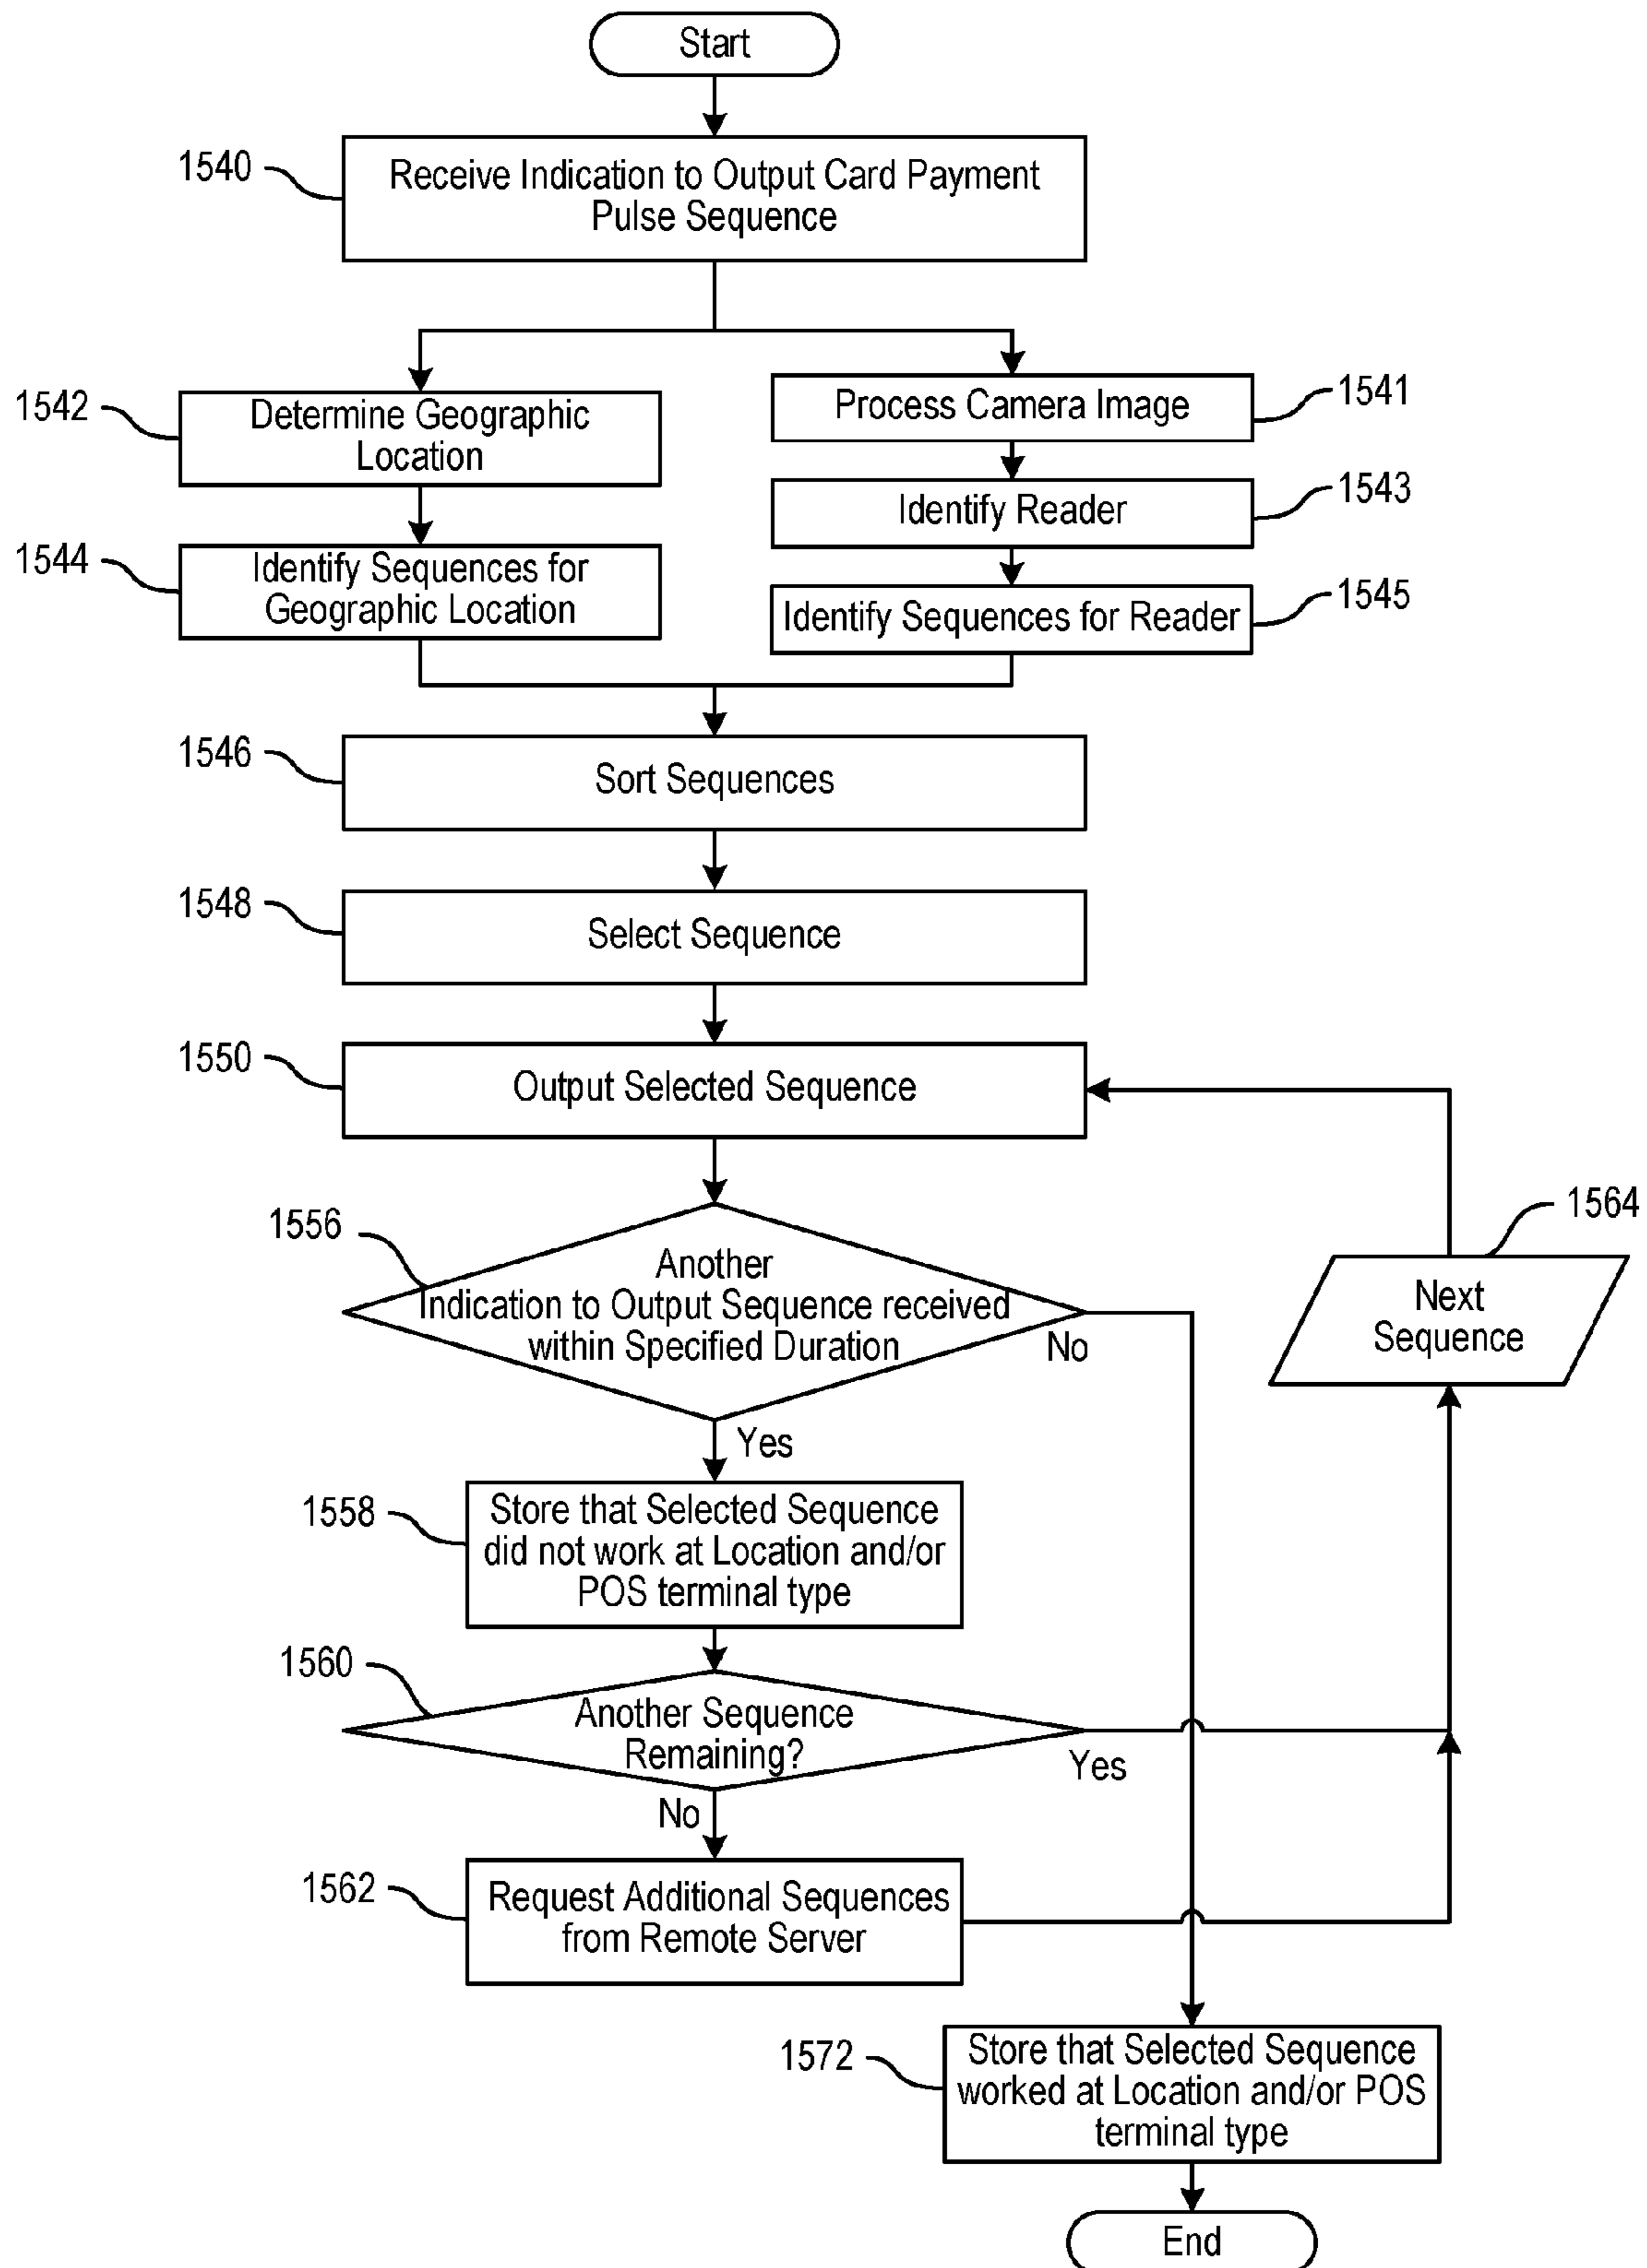 Start
1540
Receive Indication to Output Card Payment
Pulse Sequence
1542
Determine Geographic
Location
Process Camera Image
1541
Identify Reader
1543
1544
Identify Sequences for
Geographic Location
Identify Sequences for Reader
1545
1546
Sort Sequences
1548
Select Sequence
1550
Output Selected Sequence
1556
Another
Indication to Output Sequence received
within Specified Duration
No
Yes
1564
Next
Sequence
1558
Store that Selected Sequence
did not work at Location and/or
POS terminal type
1560
Another Sequence
Remaining?
Yes
No
1562
Request Additional Sequences
from Remote Server
1572
Store that Selected Sequence
worked at Location and/or POS
terminal type
End